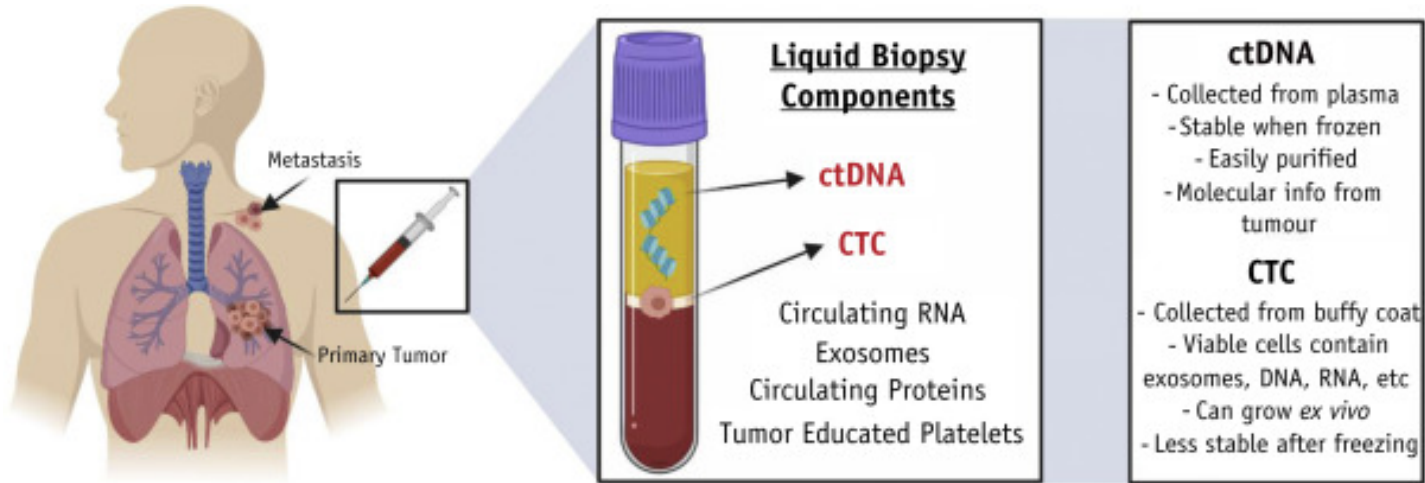 Metastasis
Primary Tumor
Liquid Biopsy
Components
ctDNA
CTC
Circulating RNA
Exosomes
Circulating Proteins
Tumor Educated Platelets
ctDNA
- Collected from plasma
- Stable when frozen
- Easily purified
- Molecular info from
tumour
CTC
- Collected from buffy coat
- Viable cells contain
exosomes, DNA, RNA, etc
- Can grow ex vivo
- Less stable after freezing